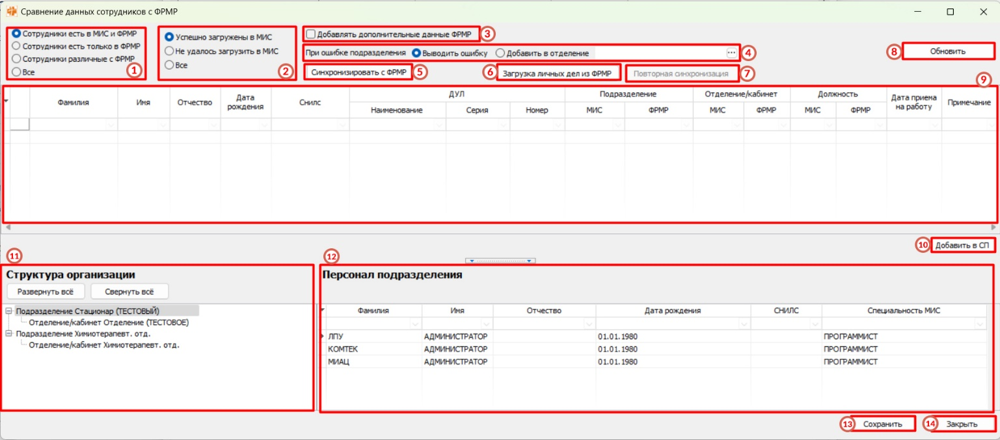 Сравнение данных сотрудников с ФРМР
Сотрудники есть в МИС и ФРМР
Сотрудники есть только в ФРМР
Сотрудники различные с ФРМР
Все
1
Успешно загружены в МИС
Не удалось загрузить в МИС
Все
2
Добавлять дополнительные данные ФРМР
3
При ошибке подразделения Выводить ошибку Добавить в отделение ...
4
Синхронизировать с ФРМР
5
6
Загрузка личных дел из ФРМР
Повторная синхронизация
7
8
Обновить
9
Фамилия Имя Отчество Дата рождения Снилс ДУЛ Подразделение Отделение/кабинет Должность Дата приема на работу Примечание
Наименование Серия Номер МИС ФРМР МИС ФРМР МИС ФРМР
10
Добавить в СП
11
12
Структура организации
Развернуть всё Свернуть всё
Подразделение Стационар (ТЕСТОВЫЙ)
Отделение/кабинет Отделение (ТЕСТОВОЕ)
Подразделение Химиотерапевт. отд.
Отделение/кабинет Химиотерапевт. отд.
Персонал подразделения
Фамилия Имя Отчество Дата рождения СНИЛС Специальность МИС
ЛПУ АДМИНИСТРАТОР 01.01.1980 ПРОГРАММИСТ
КОМТЕК АДМИНИСТРАТОР 01.01.1980 ПРОГРАММИСТ
МИАЦ АДМИНИСТРАТОР 01.01.1980 ПРОГРАММИСТ
13
Сохранить
14
Закрыть